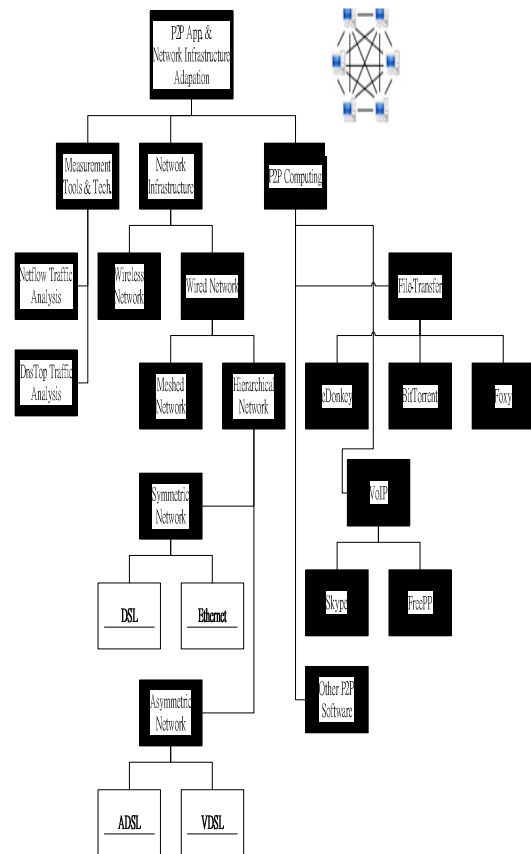 P2P App. &
Network Infrastructure
Adapation
Measurement
Tools & Tech.
Network
Infrastructure
P2P Computing
Netflow Traffic
Analysis
Wireless
Network
Wired Network
File-Transfer
DnsTop Traffic
Analysis
Meshed
Network
Hierarchical
Network
eDonkey
BitTorrent
Foxy
Symmetric
Network
VoIP
DSL
Ethernet
Skype
FreePP
Asymmetric
Network
Other P2P
Software
ADSL
VDSL